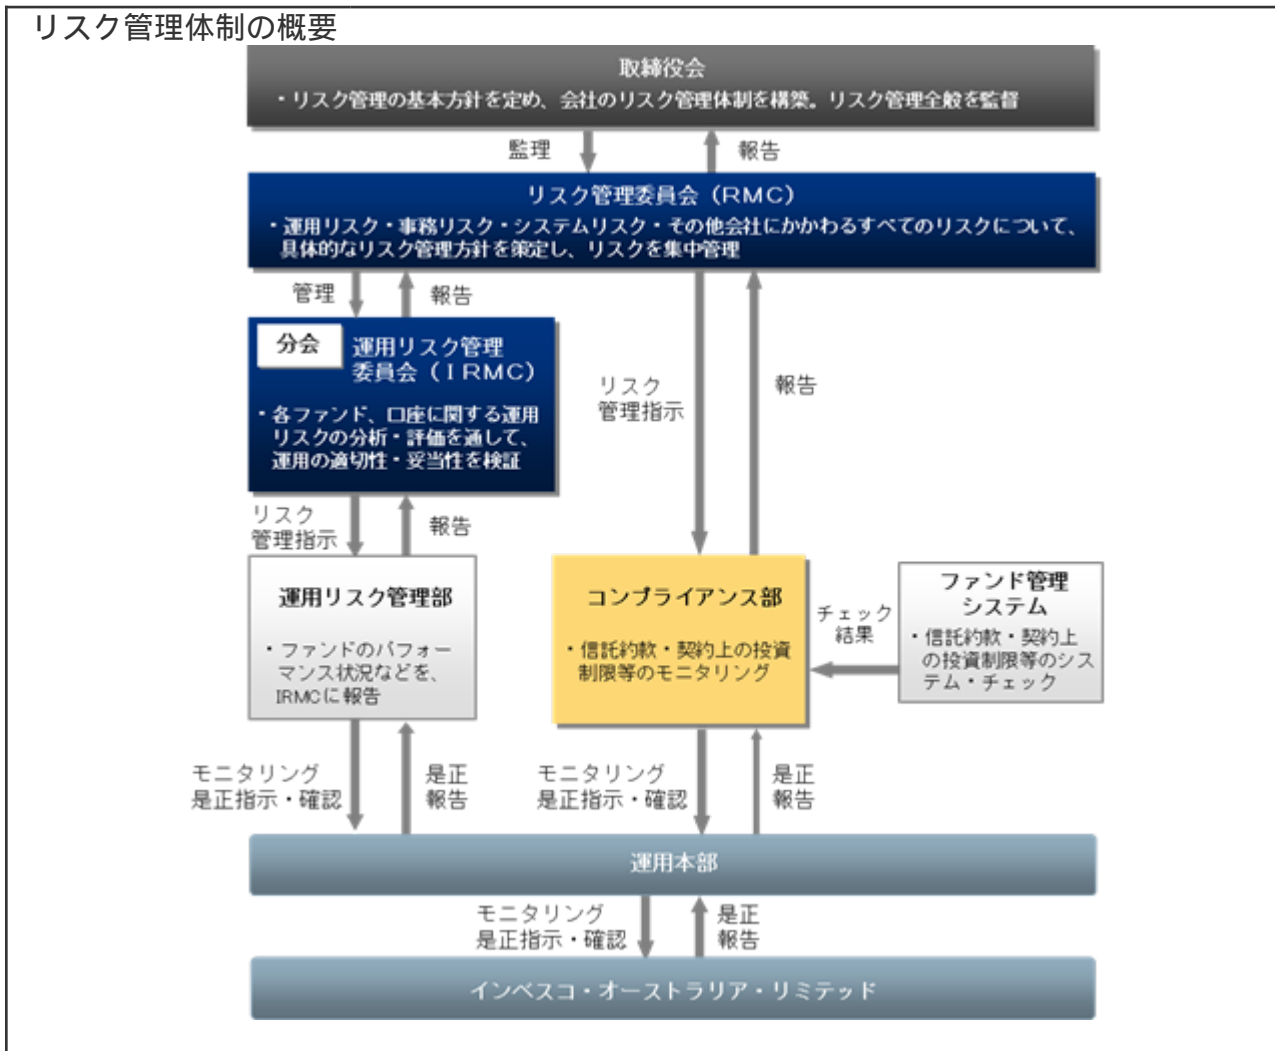 リスク管理体制の概要
取締役会
・リスク管理の基本方針を定め、会社のリスク管理体制を構築。リスク管理全般を監督
監理
報告
リスク管理委員会（RMC）
・運用リスク・事務リスク・システムリスク・その他会社にかかわるすべてのリスクについて、
具体的なリスク管理方針を策定し、リスクを集中管理
管理
報告
分会
運用リスク管理
委員会（IRMC）
・各ファンド、口座に関する運用
リスクの分析・評価を通して、
運用の適切性・妥当性を検証
リスク
管理指示
報告
リスク
管理指示
報告
運用リスク管理部
・ファンドのパフォー
マンス状況などを、
IRMCに報告
コンプライアンス部
・信託約款・契約上の投資
制限等のモニタリング
チェック
結果
ファンド管理
システム
・信託約款・契約上
の投資制限等のシス
テム・チェック
モニタリング
是正指示・確認
是正
報告
モニタリング
是正指示・確認
是正
報告
運用本部
モニタリング
是正指示・確認
是正
報告
インベスコ・オーストラリア・リミテッド